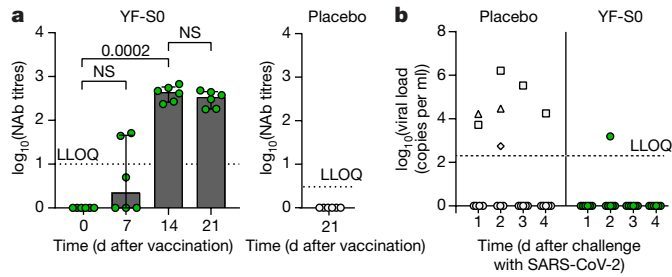 a
YF-S0
Placebo
log10(NAb titres)
4
3
2
1
0
0.0002
NS
NS
LLOQ
0 7 14 21
Time (d after vaccination)
log10(NAb titres)
4
3
2
1
0
LLOQ
21
Time (d after vaccination)
b
Placebo YF-S0
log10(viral load)
(copies per ml)
8
6
4
2
0
LLOQ
1 2 3 4 1 2 3 4
Time (d after challenge
with SARS-CoV-2)